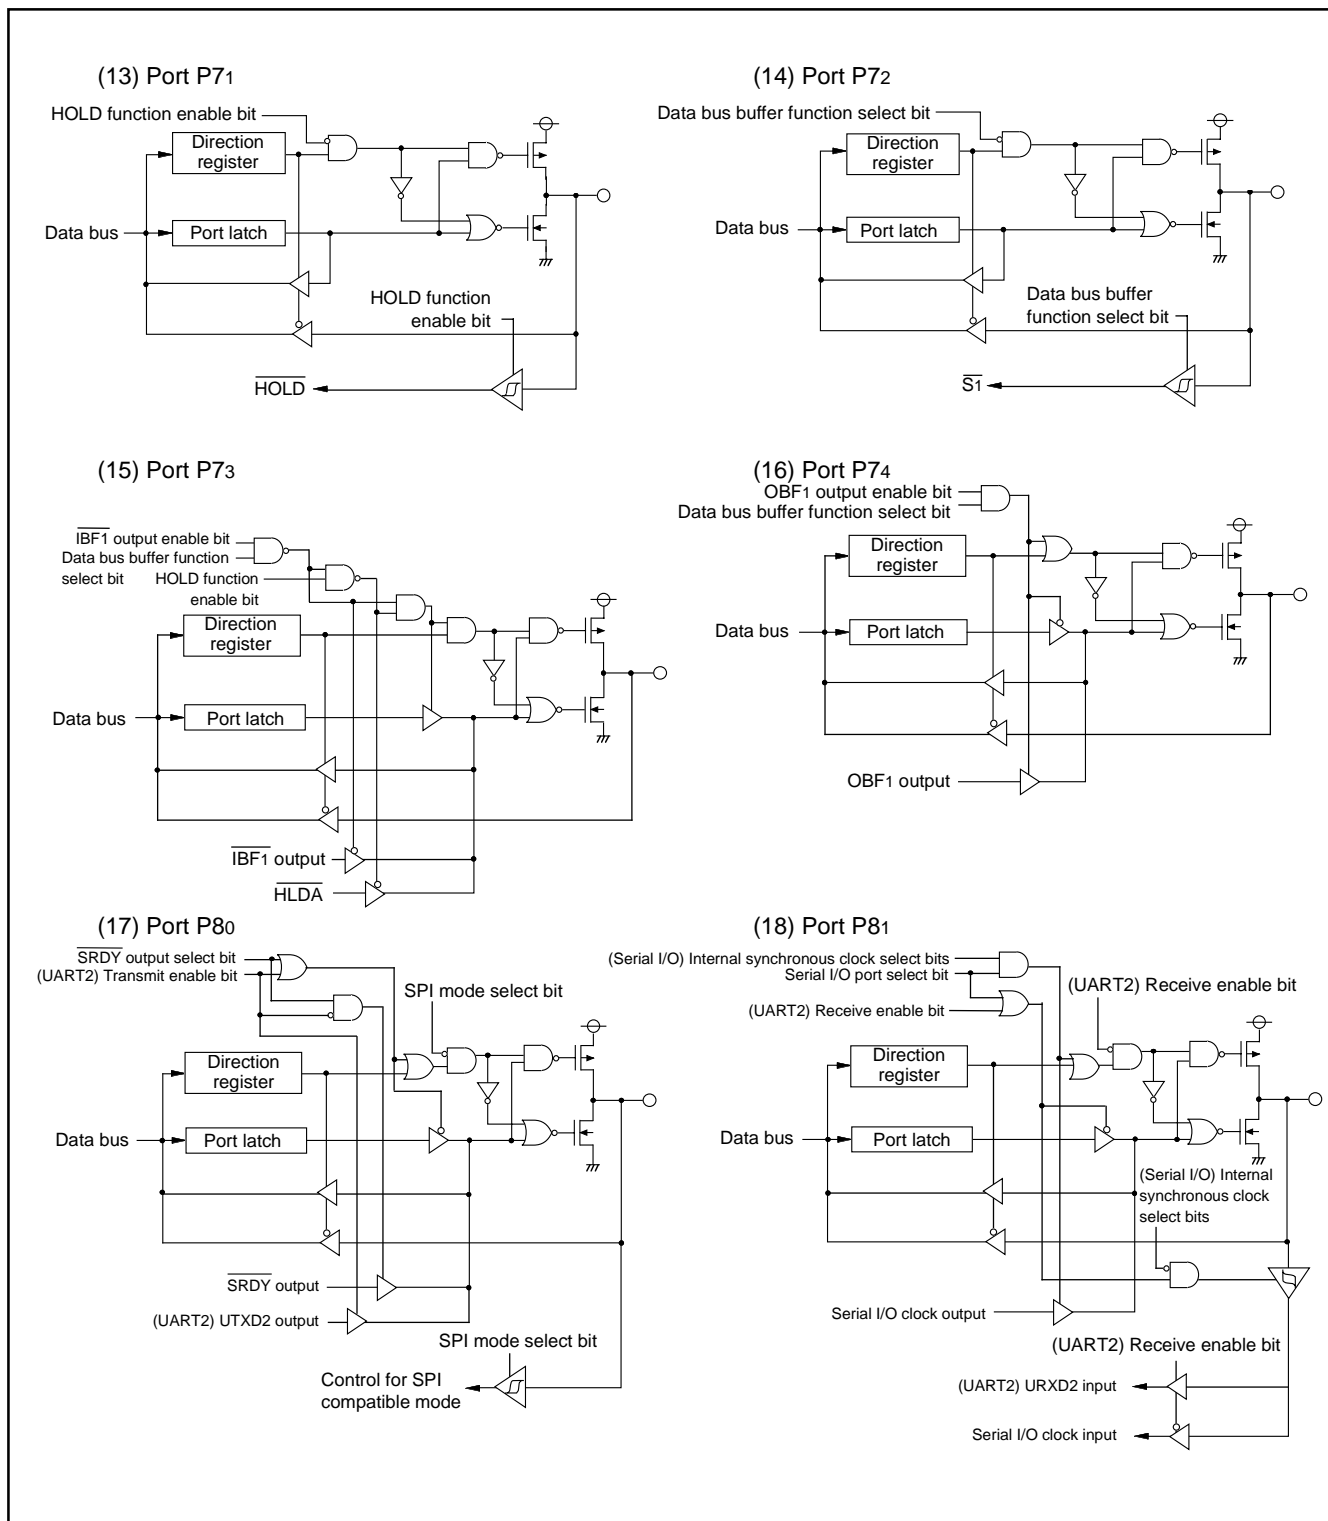 (13) Port P71
HOLD function enable bit
Direction
register
Data bus
Port latch
HOLD function
enable bit
HOLD
(14) Port P72
Data bus buffer function select bit
Direction
register
Data bus
Port latch
Data bus buffer
function select bit
S1
(15) Port P73
IBF1 output enable bit
Data bus buffer function
select bit
HOLD function
enable bit
Direction
register
Data bus
Port latch
IBF1 output
HLDA
(16) Port P74
OBF1 output enable bit
Data bus buffer function select bit
Direction
register
Data bus
Port latch
OBF1 output
(17) Port P80
SRDY output select bit
(UART2) Transmit enable bit
SPI mode select bit
Direction
register
Data bus
Port latch
SRDY output
(UART2) UTXD2 output
SPI mode select bit
Control for SPI
compatible mode
(18) Port P81
(Serial I/O) Internal synchronous clock select bits
Serial I/O port select bit
(UART2) Receive enable bit
(UART2) Receive enable bit
Direction
register
Data bus
Port latch
(Serial I/O) Internal
synchronous clock
select bits
Serial I/O clock output
(UART2) Receive enable bit
(UART2) URXD2 input
Serial I/O clock input